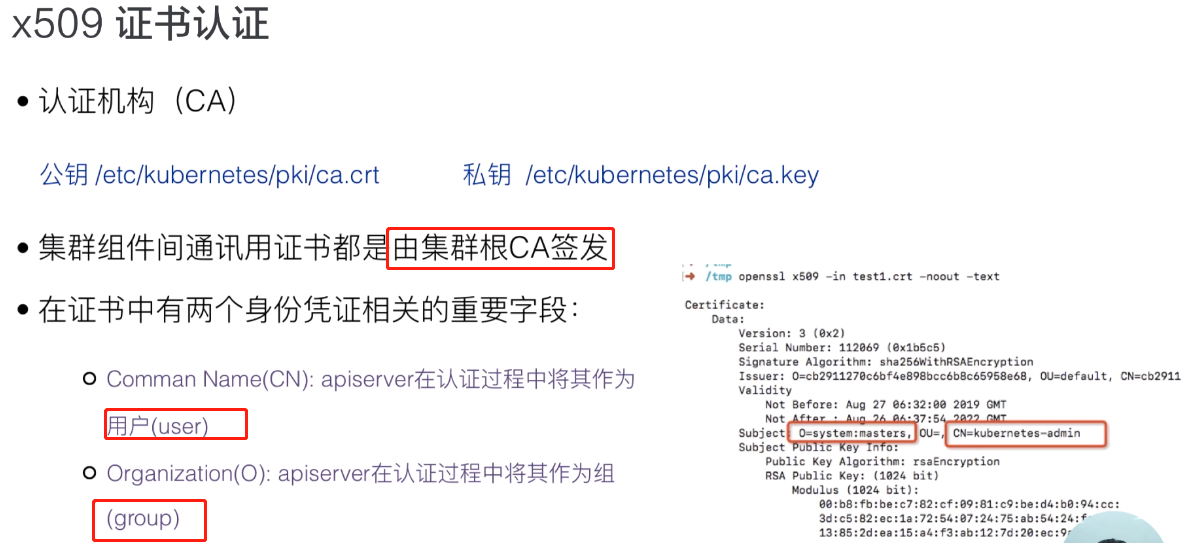 x509 证书认证
• 认证机构（CA）
公钥 /etc/kubernetes/pki/ca.crt 私钥 /etc/kubernetes/pki/ca.key
• 集群组件间通讯用证书都是由集群根CA签发
• 在证书中有两个身份凭证相关的重要字段：
Comman Name(CN): apiserver在认证过程中将其作为
用户(user)
Organization(O): apiserver在认证过程中将其作为组
(group)
➜ /tmp openssl x509 -in test1.crt -noout -text
Certificate:
Data:
Version: 3 (0x2)
Serial Number: 112069 (0x1b5c5)
Signature Algorithm: sha256WithRSAEncryption
Issuer: O=cb2911270c6bf4e898bcc6b8c65958e68, OU=default, CN=cb2911
Validity
Not Before: Aug 27 06:32:00 2019 GMT
Not After : Aug 26 06:37:54 2022 GMT
Subject: O=system:masters, OU=, CN=kubernetes-admin
Subject Public Key Info:
Public Key Algorithm: rsaEncryption
RSA Public Key: (1024 bit)
Modulus (1024 bit):
00:b8:fb:be:c7:82:cf:09:81:c9:be:d4:b0:94:cc:
3d:c5:82:ec:1a:72:54:07:24:75:ab:54:24:
13:85:2d:ea:15:a4:f3:ab:12:7d:20:ec: